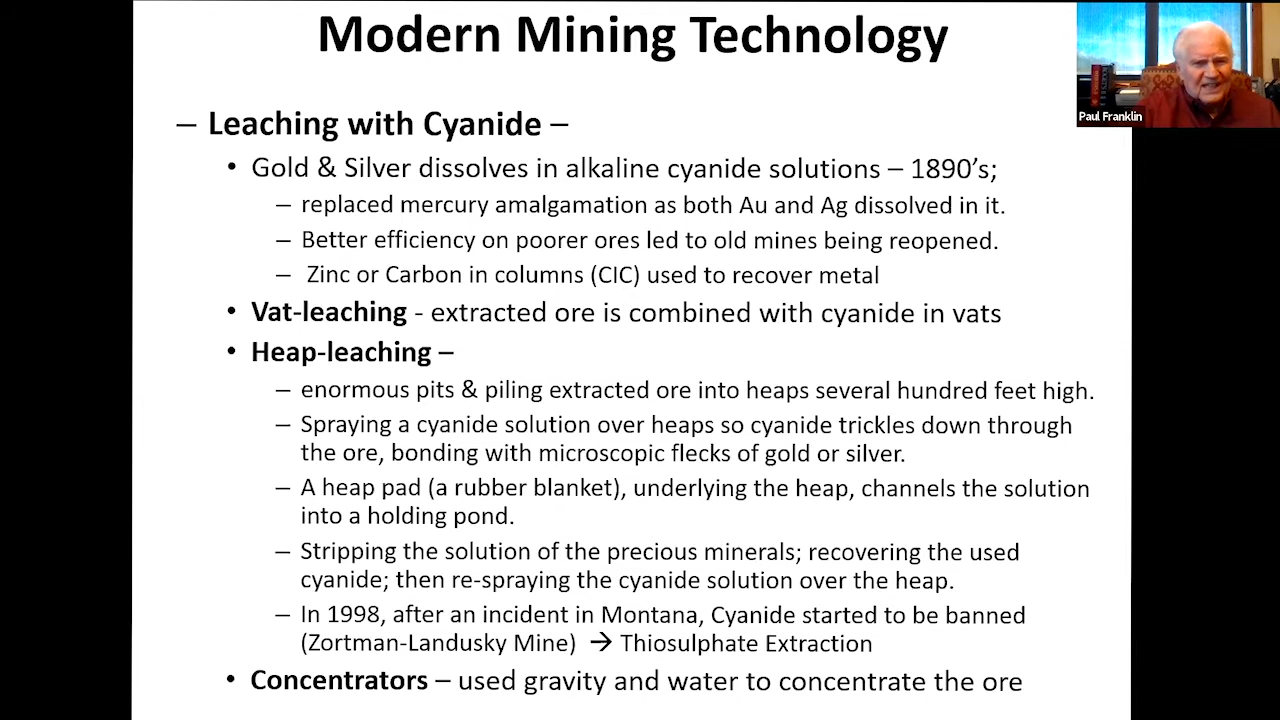 Modern Mining Technology
Paul Franklin
– Leaching with Cyanide –
• Gold & Silver dissolves in alkaline cyanide solutions – 1890's;
– replaced mercury amalgamation as both Au and Ag dissolved in it.
– Better efficiency on poorer ores led to old mines being reopened.
– Zinc or Carbon in columns (CIC) used to recover metal
• Vat-leaching - extracted ore is combined with cyanide in vats
• Heap-leaching –
– enormous pits & piling extracted ore into heaps several hundred feet high.
– Spraying a cyanide solution over heaps so cyanide trickles down through
the ore, bonding with microscopic flecks of gold or silver.
– A heap pad (a rubber blanket), underlying the heap, channels the solution
into a holding pond.
– Stripping the solution of the precious minerals; recovering the used
cyanide; then re-spraying the cyanide solution over the heap.
– In 1998, after an incident in Montana, Cyanide started to be banned
(Zortman-Landusky Mine) → Thiosulphate Extraction
• Concentrators – used gravity and water to concentrate the ore